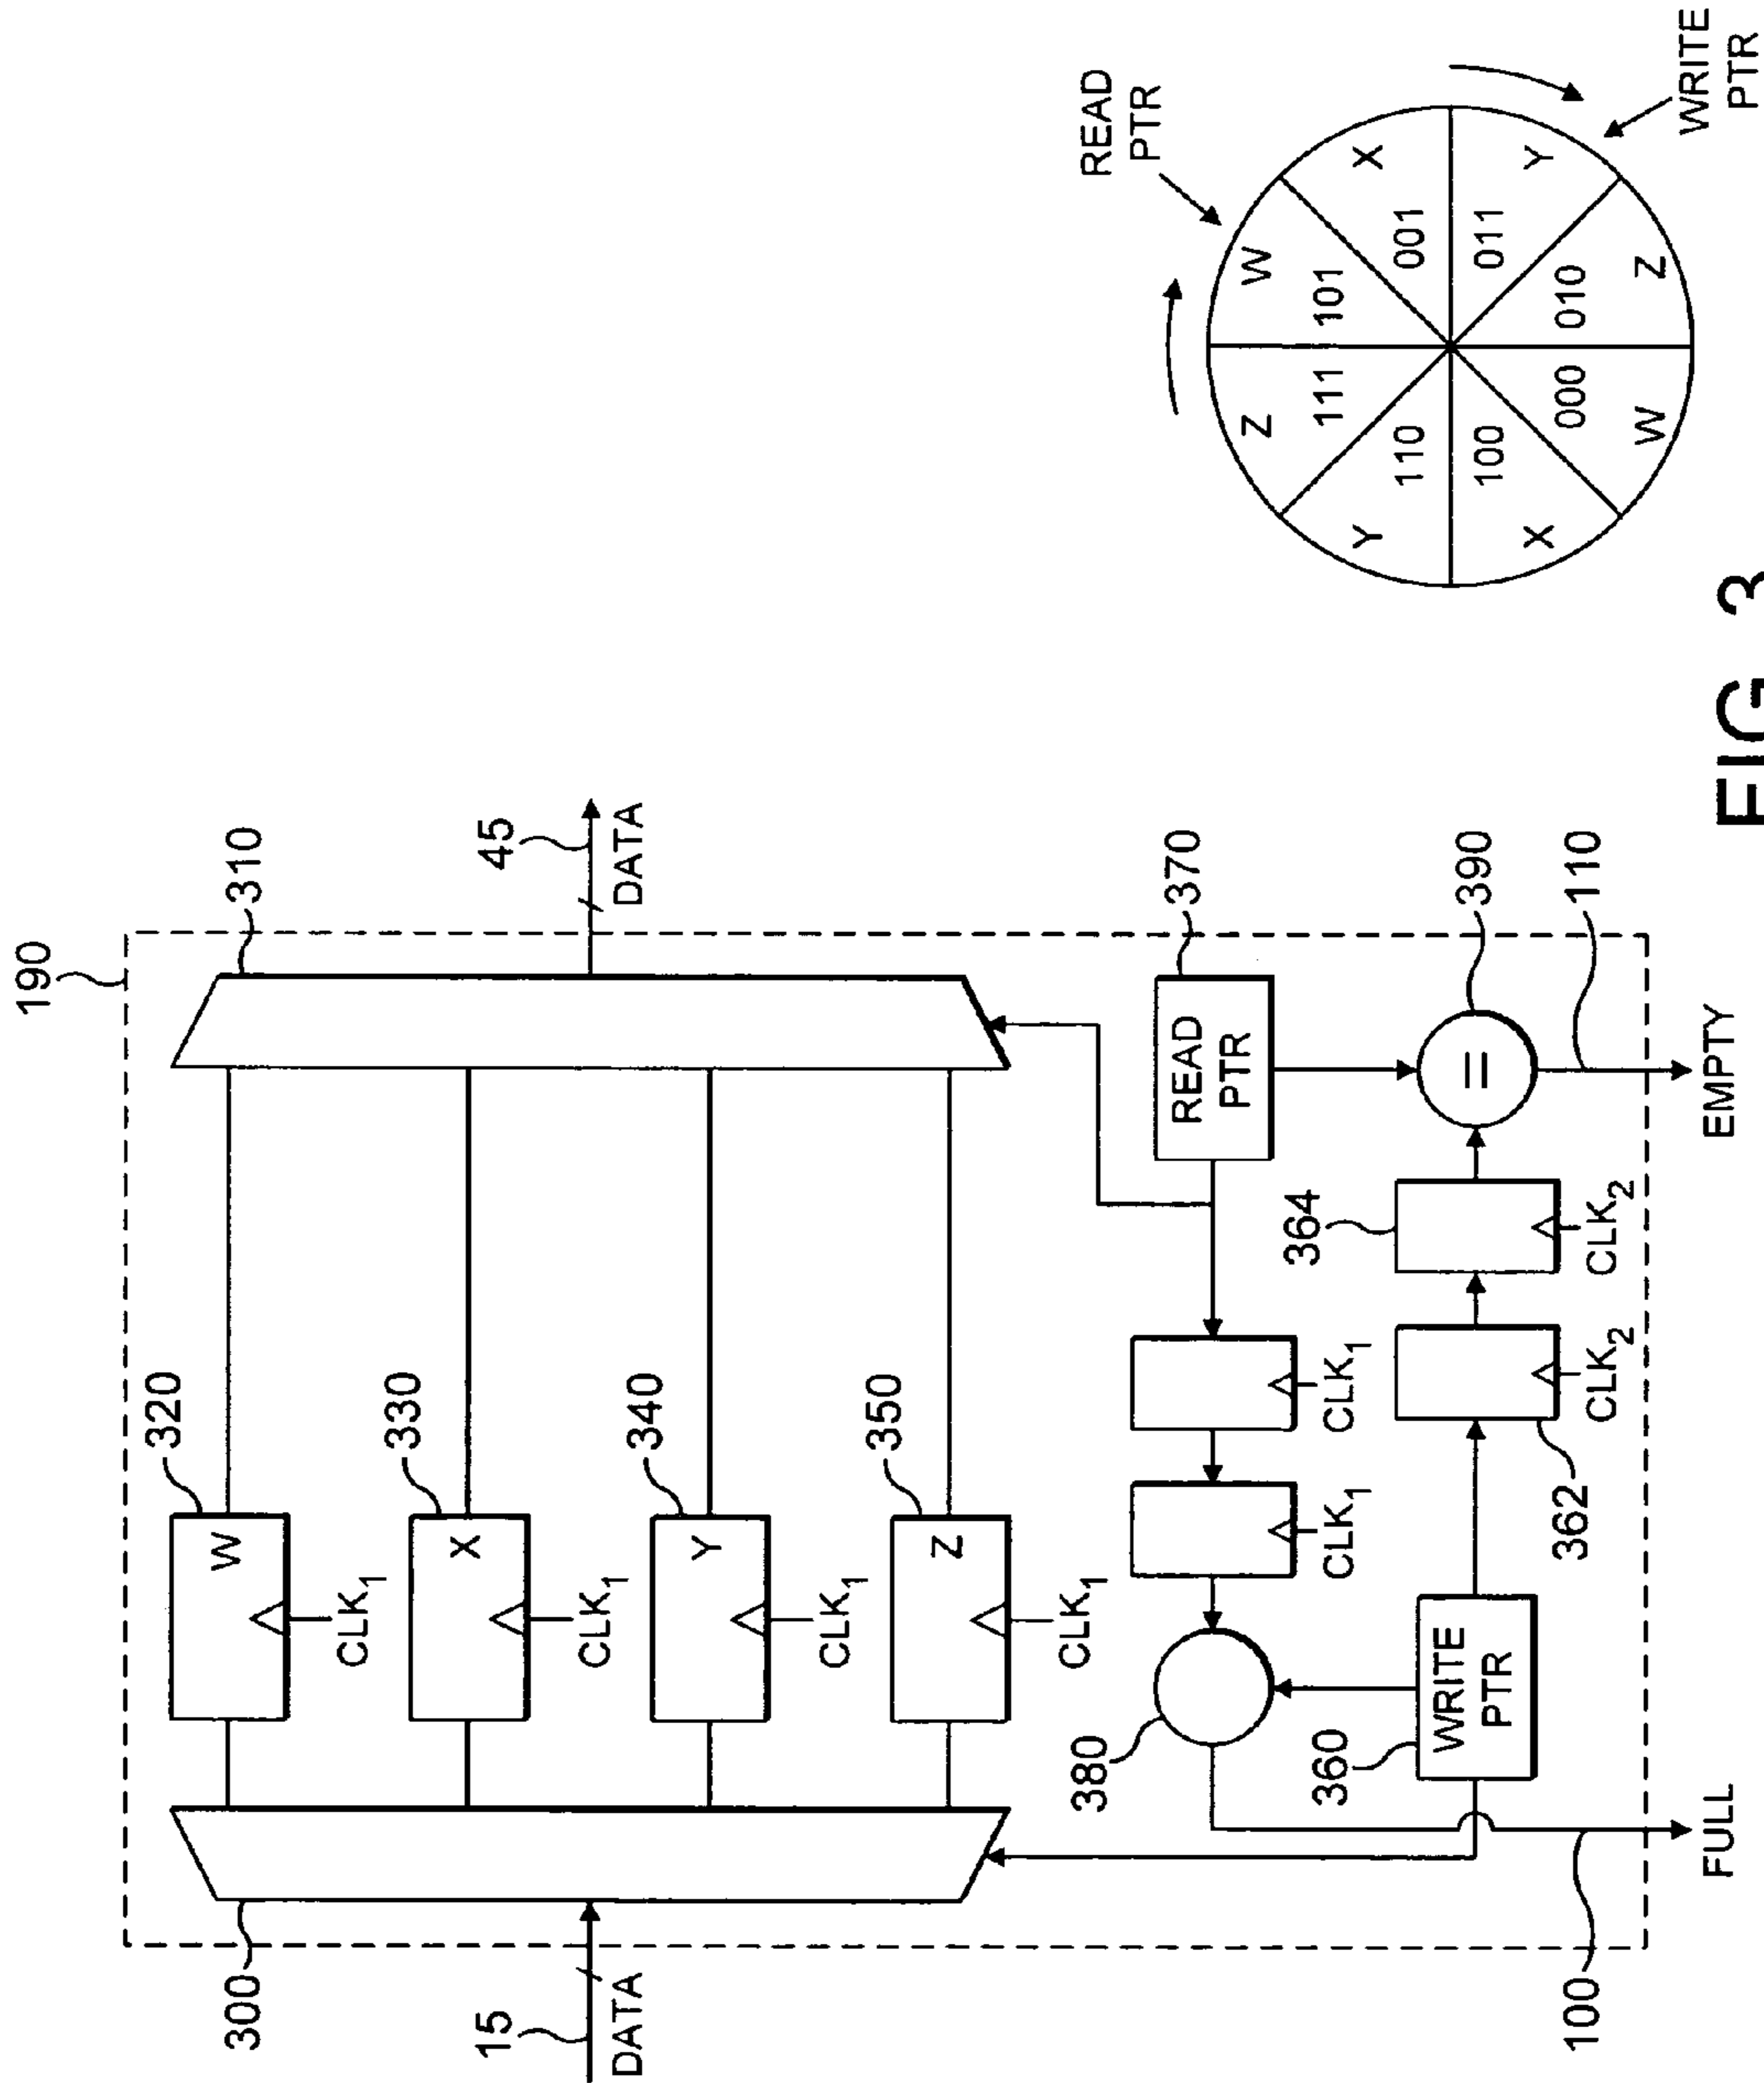 190
300
15
DATA
320
W
CLK1
330
X
CLK1
340
Y
CLK1
350
Z
CLK1
310
45
DATA
380
CLK1
CLK1
READ
PTR
370
360
WRITE
PTR
362
CLK2
364
CLK2
=
390
100
FULL
110
EMPTY
READ
PTR
Z
111
W
101
Y
110
X
001
X
100
Y
011
W
000
Z
010
WRITE
PTR
FIG. 3